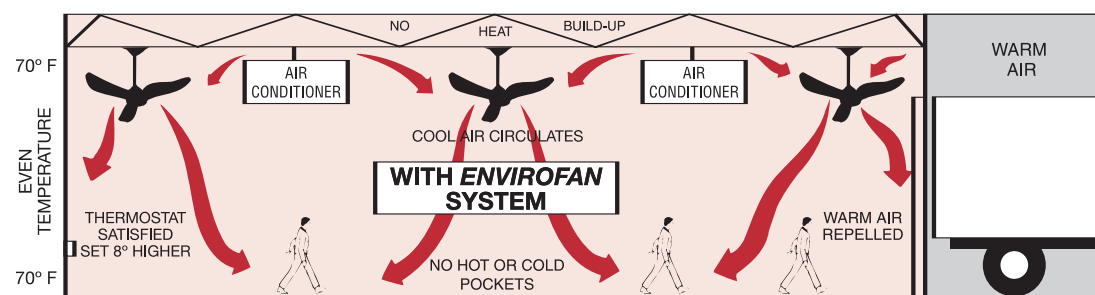 NO HEAT BUILD-UP
70° F
AIR
CONDITIONER
AIR
CONDITIONER
WARM
AIR
EVEN
TEMPERATURE
COOL AIR CIRCULATES
WITH ENVIROFAN
SYSTEM
THERMOSTAT
SATISFIED
SET 8° HIGHER
WARM AIR
REPELLED
NO HOT OR COLD
POCKETS
70° F